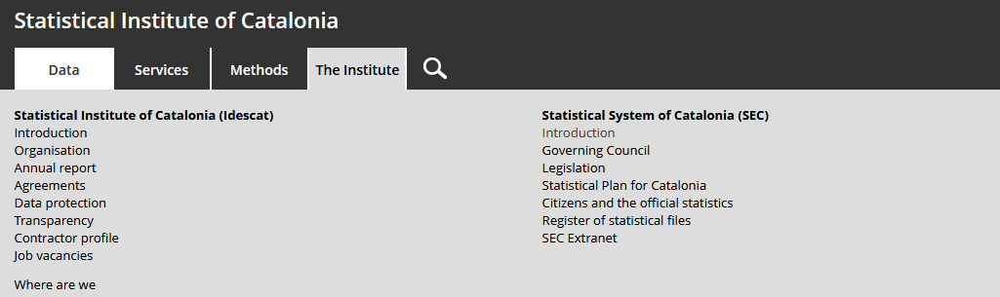 Statistical Institute of Catalonia
Data Services Methods The Institute
Statistical Institute of Catalonia (Idescat)
Introduction
Organisation
Annual report
Agreements
Data protection
Transparency
Contractor profile
Job vacancies
Where are we
Statistical System of Catalonia (SEC)
Introduction
Governing Council
Legislation
Statistical Plan for Catalonia
Citizens and the official statistics
Register of statistical files
SEC Extranet